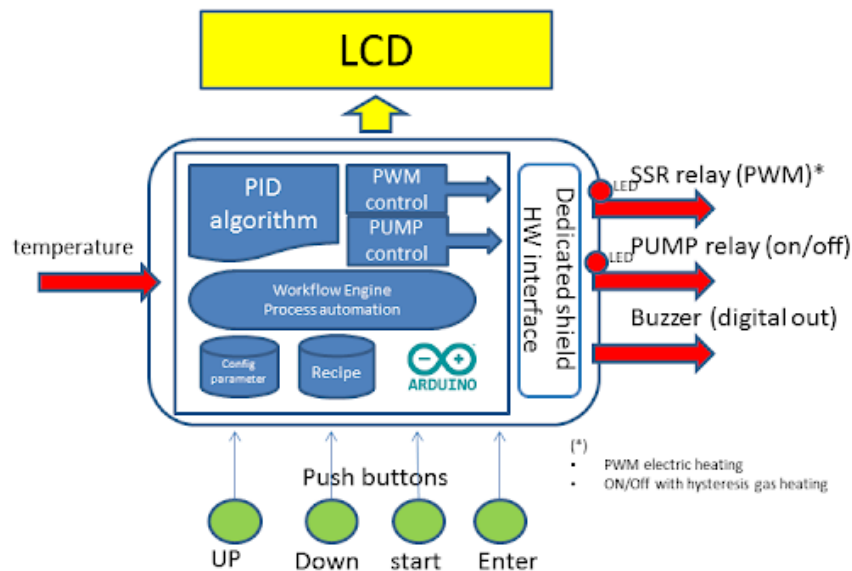 LCD
PID
algorithm
PWM
control
PUMP
control
Dedicated shield
HW interface
LED
SSR relay (PWM)*
LED
PUMP relay (on/off)
Buzzer (digital out)
temperature
Workflow Engine
Process automation
Config
parameter
Recipe
ARDUINO
(*)
• PWM electric heating
• ON/Off with hysteresis gas heating
Push buttons
UP
Down
start
Enter